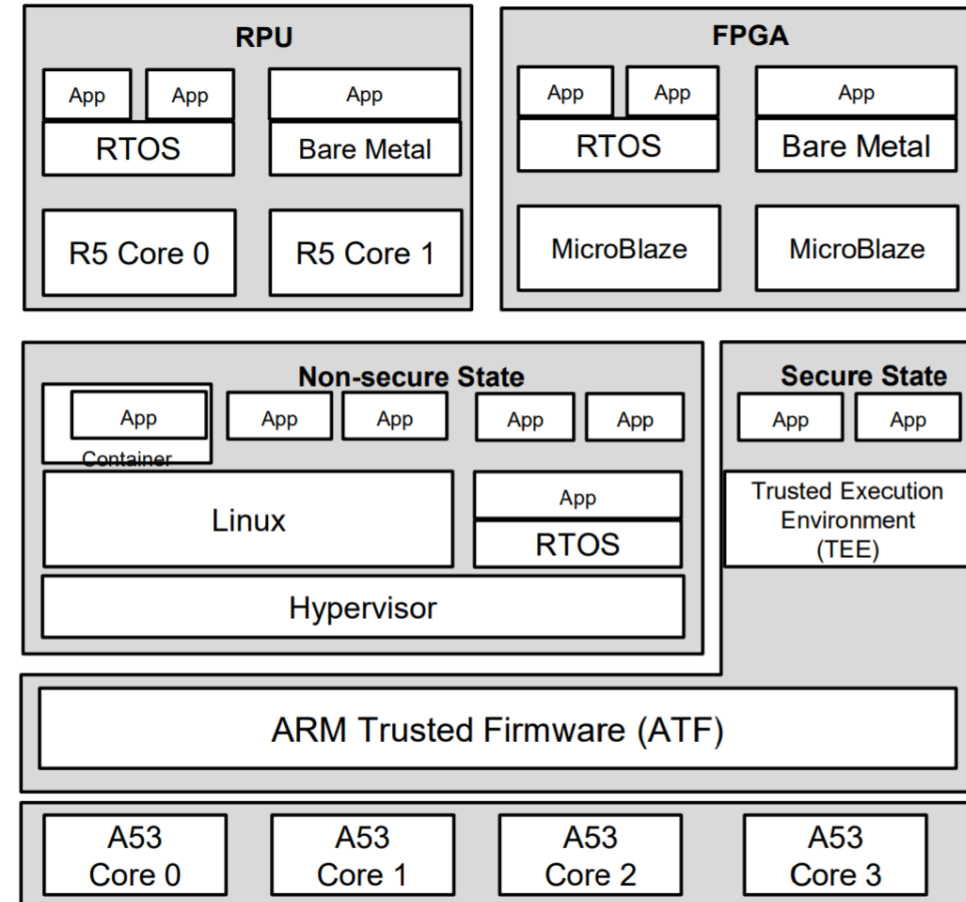 RPU
App
App
App
RTOS
Bare Metal
R5 Core 0
R5 Core 1
FPGA
App
App
App
RTOS
Bare Metal
MicroBlaze
MicroBlaze
Non-secure State
App
Container
App
App
App
App
Linux
App
RTOS
Hypervisor
Secure State
App
App
Trusted Execution
Environment
(TEE)
ARM Trusted Firmware (ATF)
A53
Core 0
A53
Core 1
A53
Core 2
A53
Core 3